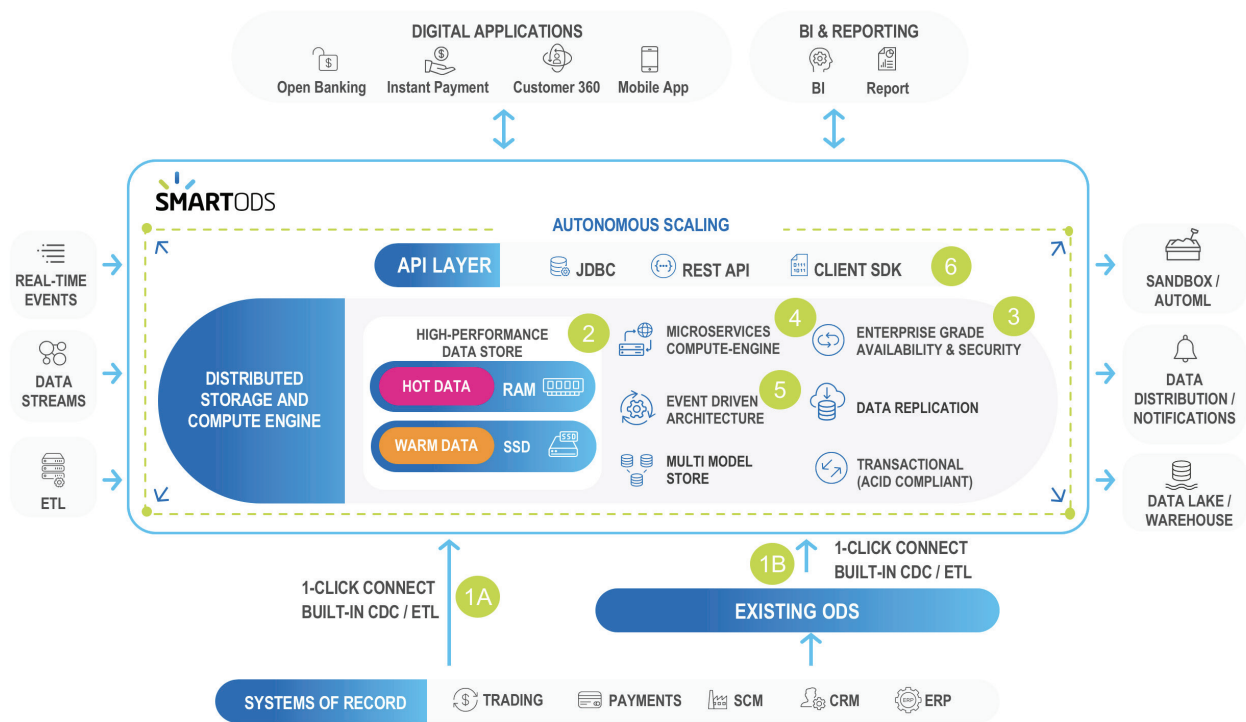 DIGITAL APPLICATIONS
$
$
Open Banking
Instant Payment
Customer 360
Mobile App
BI & REPORTING
BI
Report
SMARTODS
AUTONOMOUS SCALING
API LAYER
JDBC
REST API
0111
1011
CLIENT SDK
6
REAL-TIME
EVENTS
DATA
STREAMS
ETL
DISTRIBUTED
STORAGE AND
COMPUTE ENGINE
HIGH-PERFORMANCE
DATA STORE
2
HOT DATA
RAM
WARM DATA
SSD
SSD
MICROSERVICES
COMPUTE-ENGINE
4
ENTERPRISE GRADE
AVAILABILITY & SECURITY
3
EVENT DRIVEN
ARCHITECTURE
5
DATA REPLICATION
MULTI MODEL
STORE
TRANSACTIONAL
(ACID COMPLIANT)
SANDBOX /
AUTOML
DATA
DISTRIBUTION /
NOTIFICATIONS
DATA LAKE /
WAREHOUSE
1-CLICK CONNECT
BUILT-IN CDC / ETL
1A
1B
1-CLICK CONNECT
BUILT-IN CDC / ETL
EXISTING ODS
SYSTEMS OF RECORD
$
TRADING
PAYMENTS
SCM
CRM
ERP
ERP